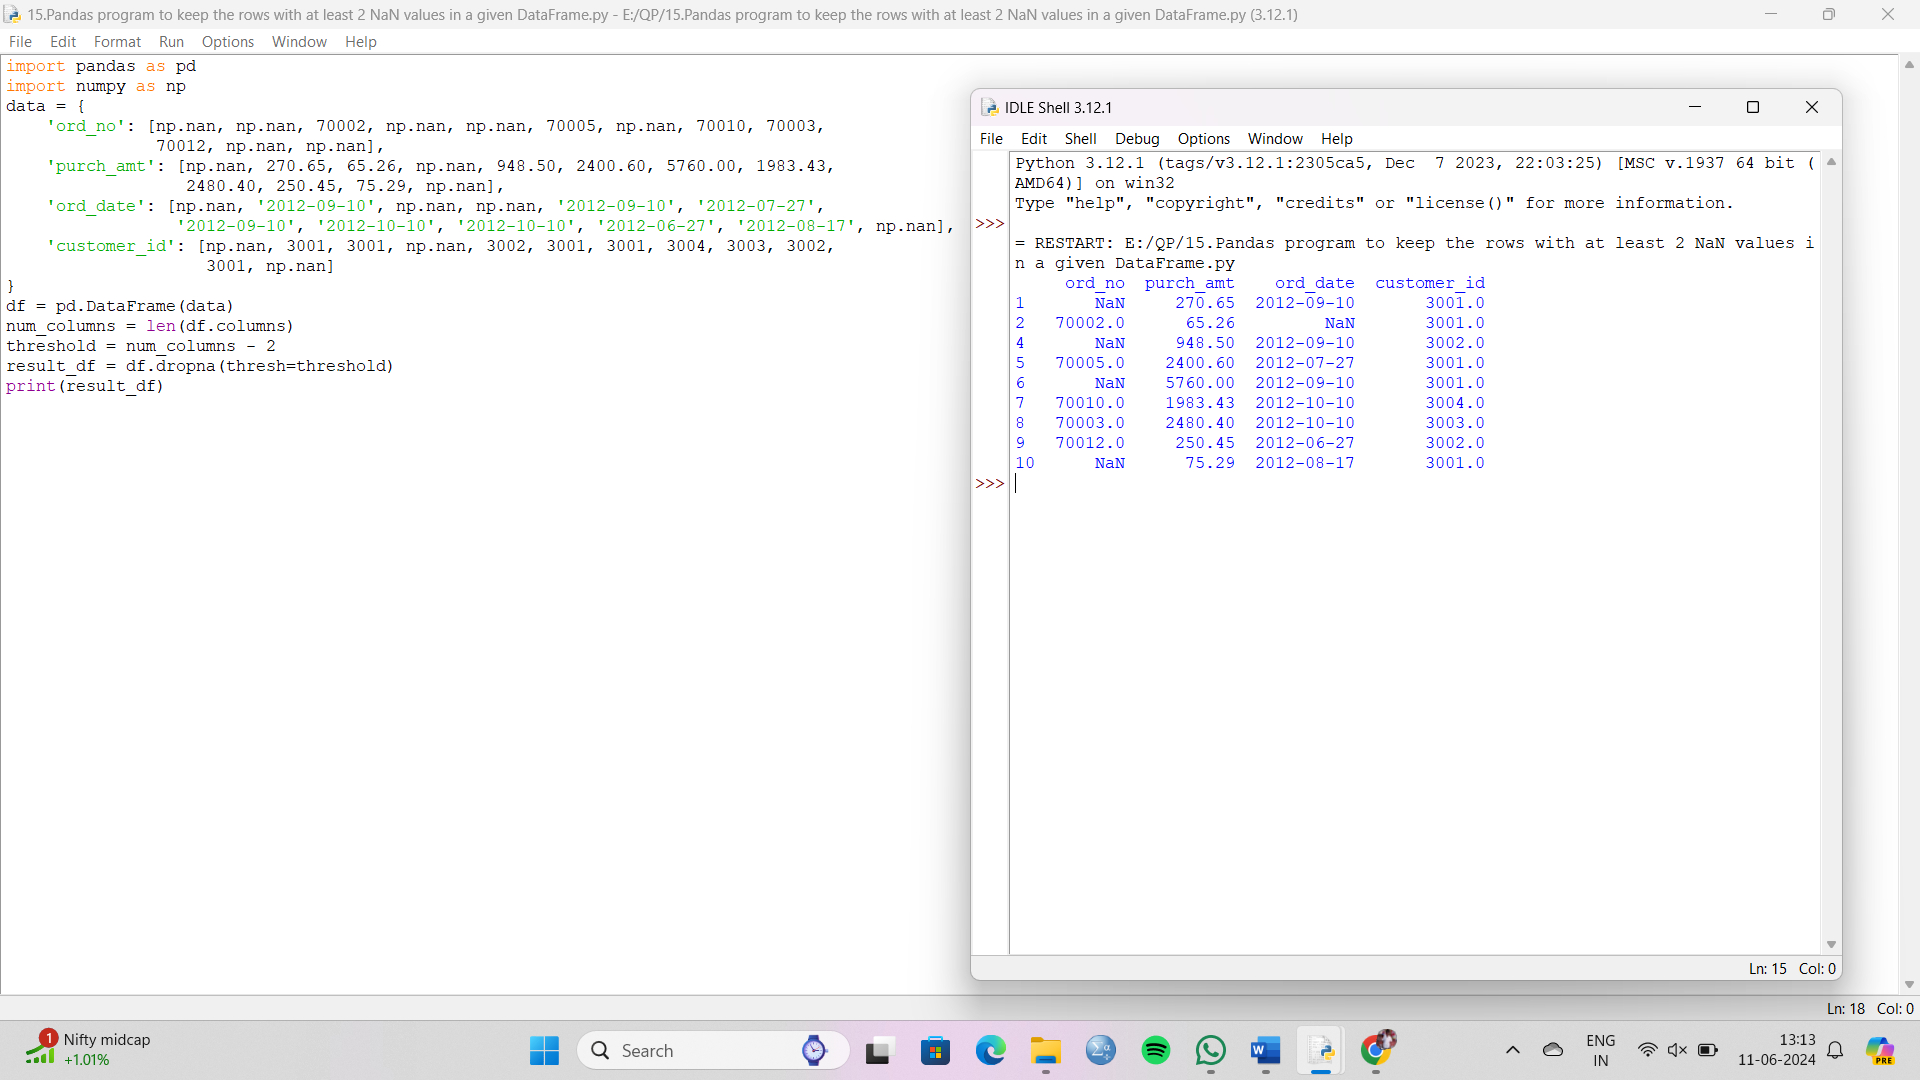 15.Pandas program to keep the rows with at least 2 NaN values in a given DataFrame.py - E:/QP/15.Pandas program to keep the rows with at least 2 NaN values in a given DataFrame.py (3.12.1)
File Edit Format Run Options Window Help
import pandas as pd
import numpy as np
data = {
    'ord_no': [np.nan, np.nan, 70002, np.nan, np.nan, 70005, np.nan, 70010, 70003,
               70012, np.nan, np.nan],
    'purch_amt': [np.nan, 270.65, 65.26, np.nan, 948.50, 2400.60, 5760.00, 1983.43,
                  2480.40, 250.45, 75.29, np.nan],
    'ord_date': [np.nan, '2012-09-10', np.nan, np.nan, '2012-09-10', '2012-07-27',
                 '2012-09-10', '2012-10-10', '2012-10-10', '2012-06-27', '2012-08-17', np.nan],
    'customer_id': [np.nan, 3001, 3001, np.nan, 3002, 3001, 3001, 3004, 3003, 3002,
                    3001, np.nan]
}
df = pd.DataFrame(data)
num_columns = len(df.columns)
threshold = num_columns - 2
result_df = df.dropna(thresh=threshold)
print(result_df)
IDLE Shell 3.12.1
File Edit Shell Debug Options Window Help
Python 3.12.1 (tags/v3.12.1:2305ca5, Dec  7 2023, 22:03:25) [MSC v.1937 64 bit (
AMD64)] on win32
Type "help", "copyright", "credits" or "license()" for more information.
>>>
= RESTART: E:/QP/15.Pandas program to keep the rows with at least 2 NaN values i
n a given DataFrame.py
     ord_no  purch_amt    ord_date  customer_id
1       NaN     270.65  2012-09-10       3001.0
2   70002.0      65.26         NaN       3001.0
4       NaN     948.50  2012-09-10       3002.0
5   70005.0    2400.60  2012-07-27       3001.0
6       NaN    5760.00  2012-09-10       3001.0
7   70010.0    1983.43  2012-10-10       3004.0
8   70003.0    2480.40  2012-10-10       3003.0
9   70012.0     250.45  2012-06-27       3002.0
10      NaN      75.29  2012-08-17       3001.0
>>>
Ln: 15 Col: 0
Ln: 18 Col: 0
1
Nifty midcap
+1.01%
Search
ENG
IN
13:13
11-06-2024
PRE